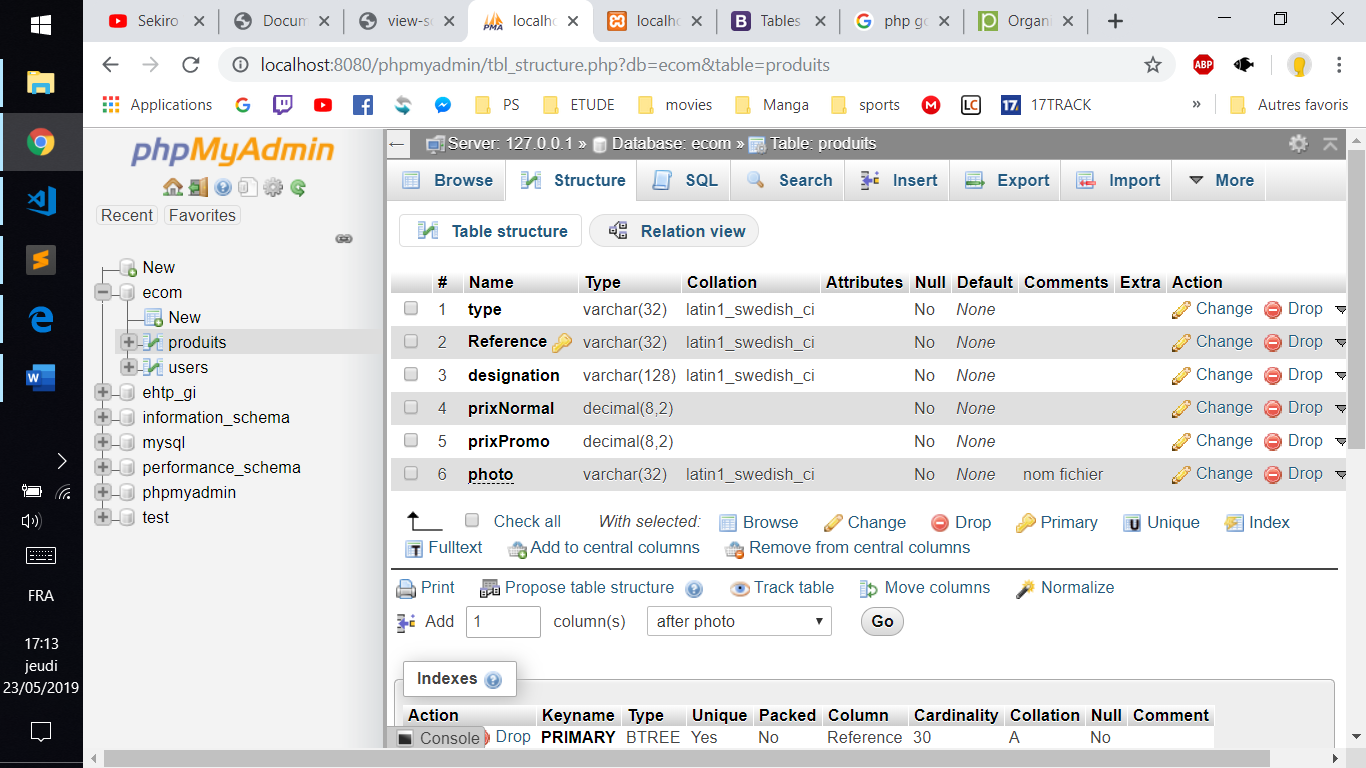 Sekiro
Docum
view-so
localho
localho
Tables
php go
Organi
localhost:8080/phpmyadmin/tbl_structure.php?db=ecom&table=produits
ABP
Applications
PS
ETUDE
movies
Manga
sports
M
LC
17.
17TRACK
»
Autres favoris
phpMyAdmin
Recent
Favorites
New
ecom
New
produits
users
ehtp_gi
information_schema
mysql
performance_schema
phpmyadmin
test
Server: 127.0.0.1 » Database: ecom » Table: produits
Browse Structure SQL Search Insert Export Import More
Table structure Relation view
# Name Type Collation Attributes Null Default Comments Extra Action
1 type varchar(32) latin1_swedish_ci No None Change Drop
2 Reference varchar(32) latin1_swedish_ci No None Change Drop
3 designation varchar(128) latin1_swedish_ci No None Change Drop
4 prixNormal decimal(8,2) No None Change Drop
5 prixPromo decimal(8,2) No None Change Drop
6 photo varchar(32) latin1_swedish_ci No None nom fichier Change Drop
Check all With selected: Browse Change Drop Primary Unique Index
Fulltext Add to central columns Remove from central columns
Print Propose table structure Track table Move columns Normalize
Add 1 column(s) after photo Go
Indexes
Action Keyname Type Unique Packed Column Cardinality Collation Null Comment
Drop PRIMARY BTREE Yes No Reference 30 A No
Console
FRA
17:13
jeudi
23/05/2019